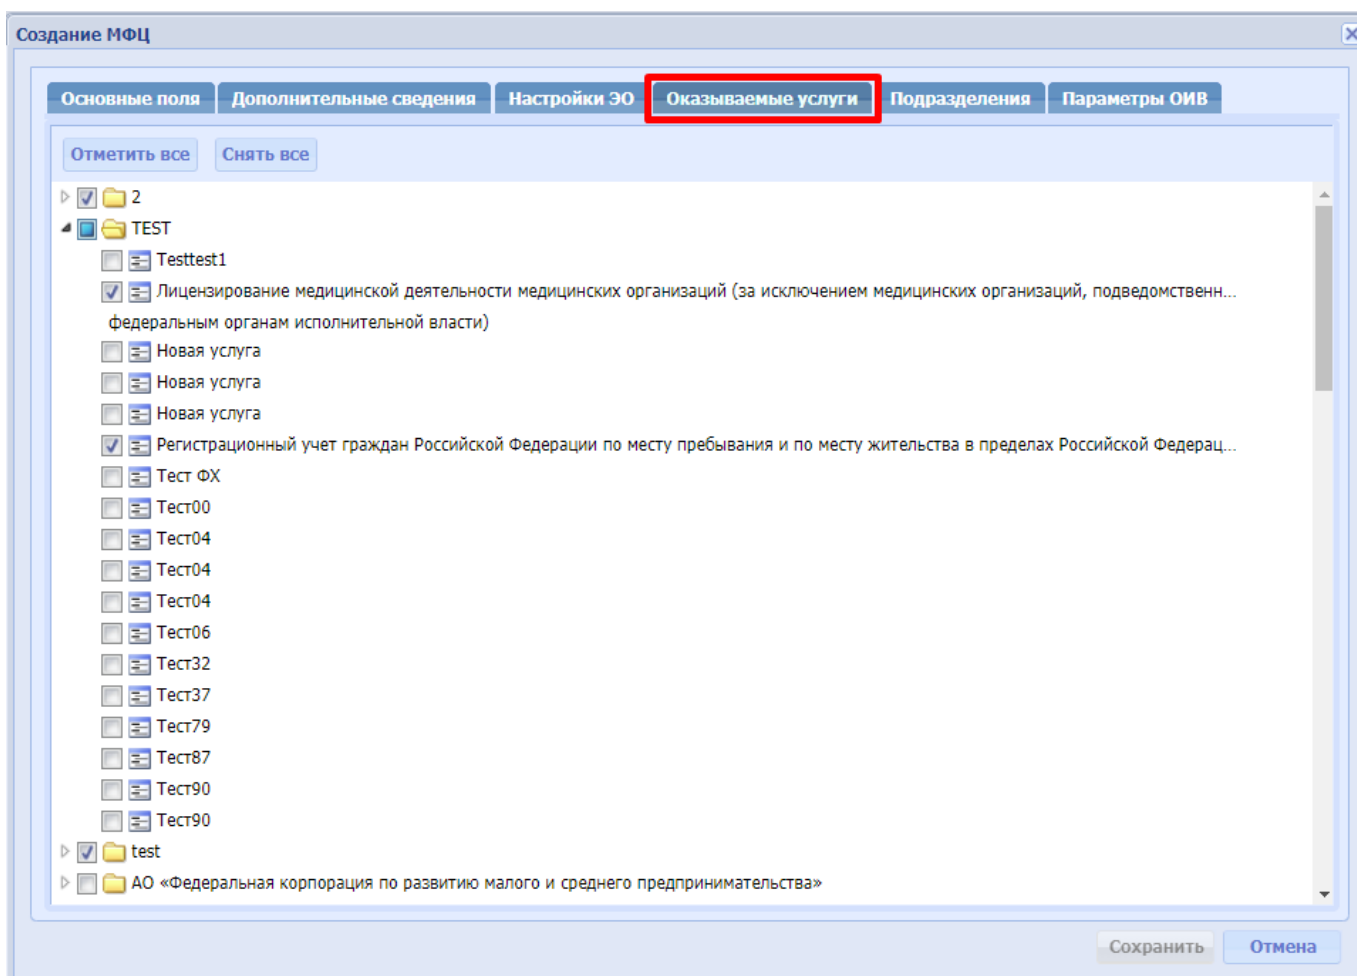 Создание МФЦ
Основные поля Дополнительные сведения Настройки ЭО Оказываемые услуги Подразделения Параметры ОИВ
Отметить все Снять все
2
TEST
Testtest1
Лицензирование медицинской деятельности медицинских организаций (за исключением медицинских организаций, подведомственн...
федеральным органам исполнительной власти)
Новая услуга
Новая услуга
Новая услуга
Регистрационный учет граждан Российской Федерации по месту пребывания и по месту жительства в пределах Российской Федерац...
Тест ФХ
Тест00
Тест04
Тест04
Тест04
Тест06
Тест32
Тест37
Тест79
Тест87
Тест90
Тест90
test
АО «Федеральная корпорация по развитию малого и среднего предпринимательства»
Сохранить Отмена